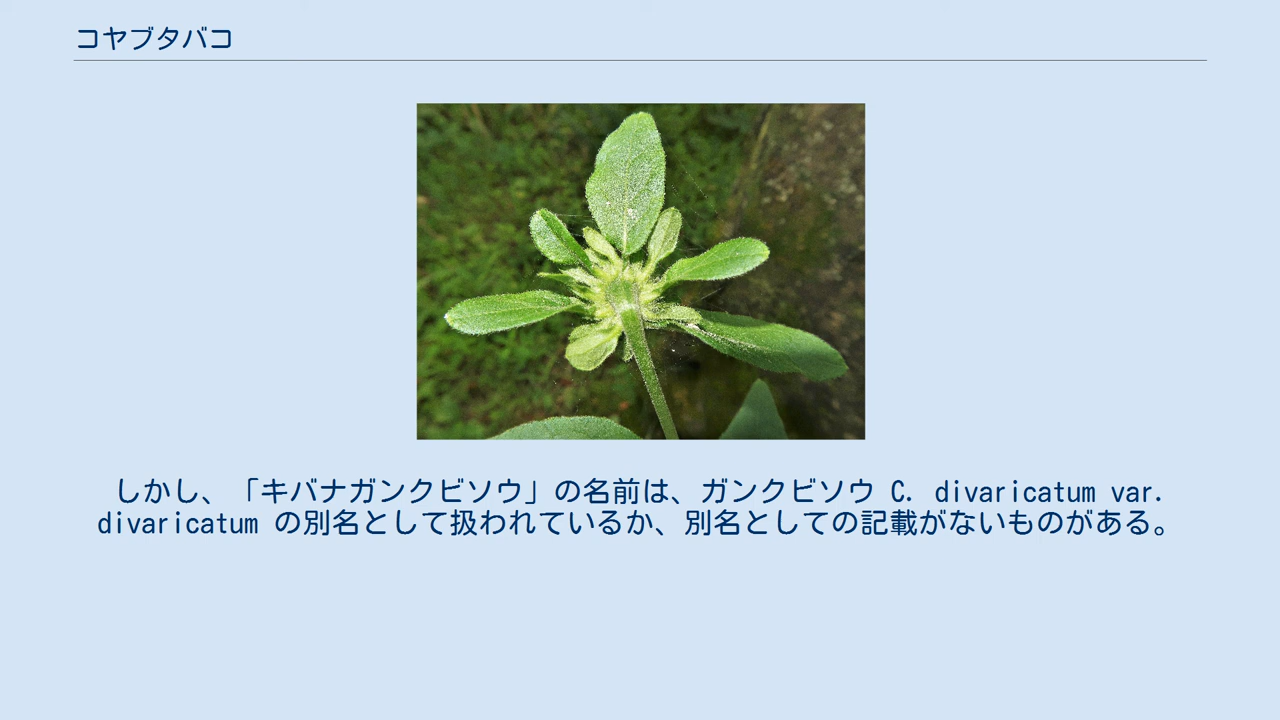 コヤブタバコ
しかし、「キバナガンクビソウ」の名前は、ガンクビソウ C. divaricatum var.
divaricatum の別名として扱われているか、別名としての記載がないものがある。